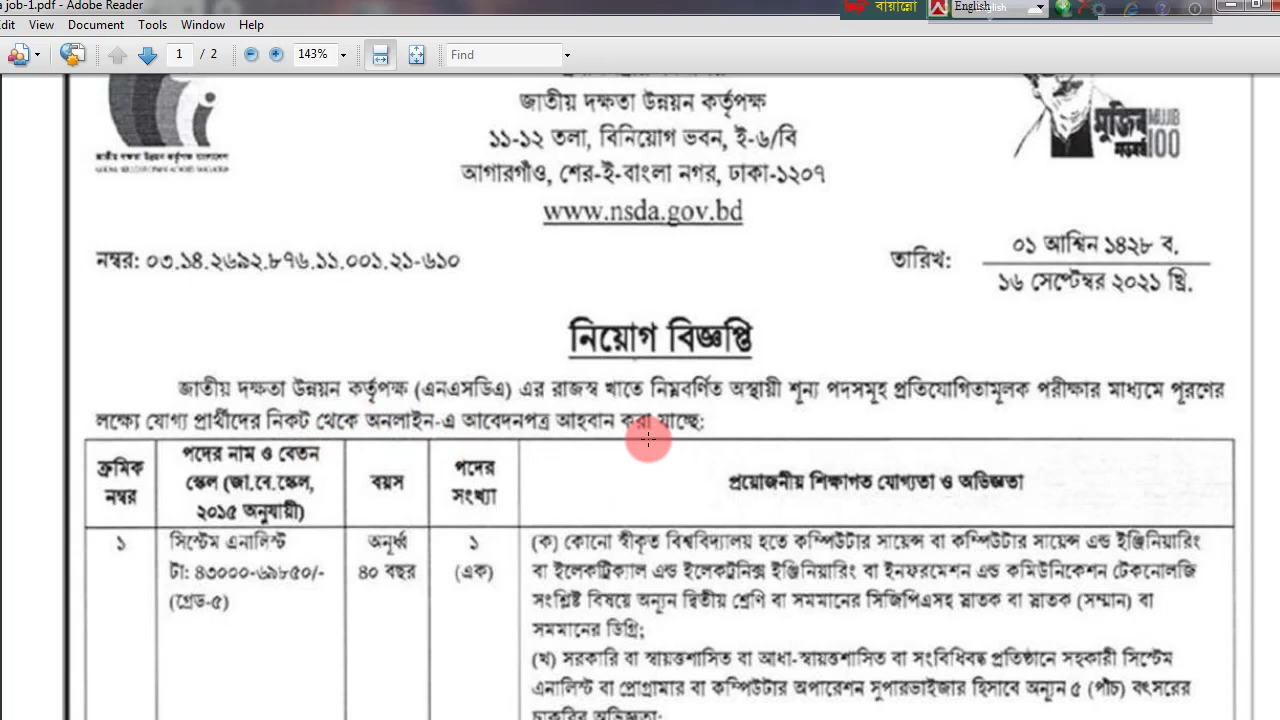 job-1.pdf - Adobe Reader
বায়ান্নো
English
View Document Tools Window Help
1 / 2 143% Find
জাতীয় দক্ষতা উন্নয়ন কর্তৃপক্ষ
১১-১২ তলা, বিনিয়োগ ভবন, ই-৬/বি
আগারগাঁও, শের-ই-বাংলা নগর, ঢাকা-১২০৭
www.nsda.gov.bd
মুজিব MUJIB
শতবর্ষ 100
নম্বর: ০৩.১৪.২৬৯২.৮৭৬.১১.০০১.২১-৬১০
তারিখ:
০১ আশ্বিন ১৪২৮ ব.
১৬ সেপ্টেম্বর ২০২১ খ্রি.
নিয়োগ বিজ্ঞপ্তি
জাতীয় দক্ষতা উন্নয়ন কর্তৃপক্ষ (এনএসডিএ) এর রাজস্ব খাতে নিম্নবর্ণিত অস্থায়ী শূন্য পদসমূহ প্রতিযোগিতামূলক পরীক্ষার মাধ্যমে পূরণের
লক্ষ্যে যোগ্য প্রার্থীদের নিকট থেকে অনলাইন-এ আবেদনপত্র আহবান করা যাচ্ছে:
ক্রমিক নম্বর
পদের নাম ও বেতন স্কেল (জা.বে.স্কেল, ২০১৫ অনুযায়ী)
বয়স
পদের সংখ্যা
প্রয়োজনীয় শিক্ষাগত যোগ্যতা ও অভিজ্ঞতা
১
সিস্টেম এনালিস্ট
টা: ৪৩০০০-৬৯৮৫০/-
(গ্রেড-৫)
অনূর্ধ্ব
৪০ বছর
১
(এক)
(ক) কোনো স্বীকৃত বিশ্ববিদ্যালয় হতে কম্পিউটার সায়েন্স বা কম্পিউটার সায়েন্স এন্ড ইঞ্জিনিয়ারিং
বা ইলেকট্রিক্যাল এন্ড ইলেকট্রনিক্স ইঞ্জিনিয়ারিং বা ইনফরমেশন এন্ড কমিউনিকেশন টেকনোলজি
সংশ্লিষ্ট বিষয়ে অন্যূন দ্বিতীয় শ্রেণি বা সমমানের সিজিপিএসহ স্নাতক বা স্নাতক (সম্মান) বা
সমমানের ডিগ্রি;
(খ) সরকারি বা স্বায়ত্তশাসিত বা আধা-স্বায়ত্তশাসিত বা সংবিধিবদ্ধ প্রতিষ্ঠানে সহকারী সিস্টেম
এনালিস্ট বা প্রোগ্রামার বা কম্পিউটার অপারেশন সুপারভাইজার হিসাবে অন্যূন ৫ (পাঁচ) বৎসরের
চাকরির অভিজ্ঞতা;